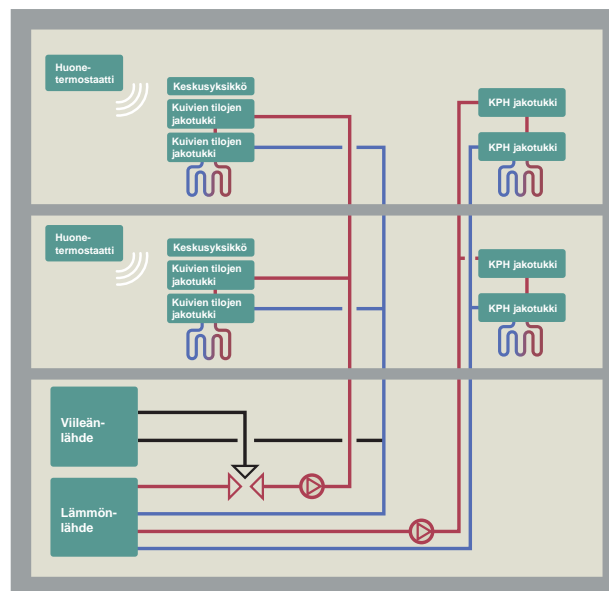 Huone-
termostaatti
Keskusyksikkö
Kuivien tilojen
jakotukki
Kuivien tilojen
jakotukki
KPH jakotukki
KPH jakotukki
Huone-
termostaatti
Keskusyksikkö
Kuivien tilojen
jakotukki
Kuivien tilojen
jakotukki
KPH jakotukki
KPH jakotukki
Viileän-
lähde
Lämmön-
lähde